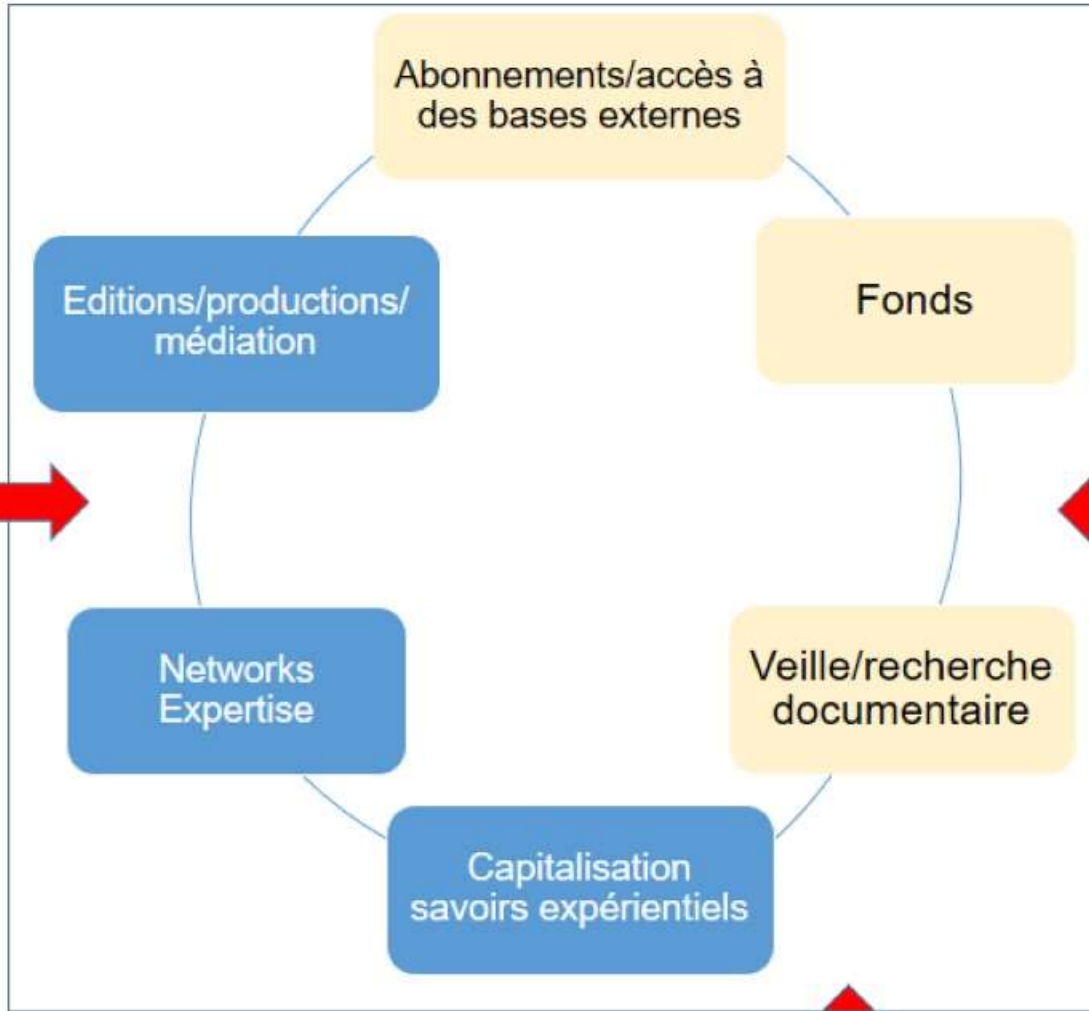 Abonnements/accès à
des bases externes
Fonds
Veille/recherche
documentaire
Capitalisation
savoirs expérientiels
Networks
Expertise
Editions/productions/
médiation